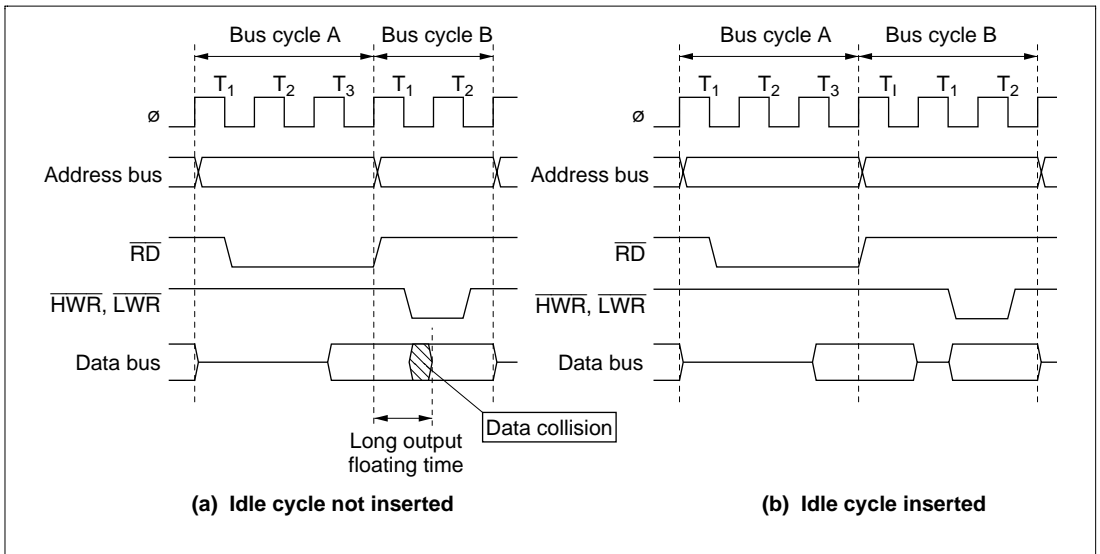 Bus cycle A
Bus cycle B
T1 T2 T3 T1 T2
ø
Address bus
RD
HWR, LWR
Data bus
Data collision
Long output
floating time
(a) Idle cycle not inserted
Bus cycle A
Bus cycle B
T1 T2 T3 TI T1 T2
ø
Address bus
RD
HWR, LWR
Data bus
(b) Idle cycle inserted